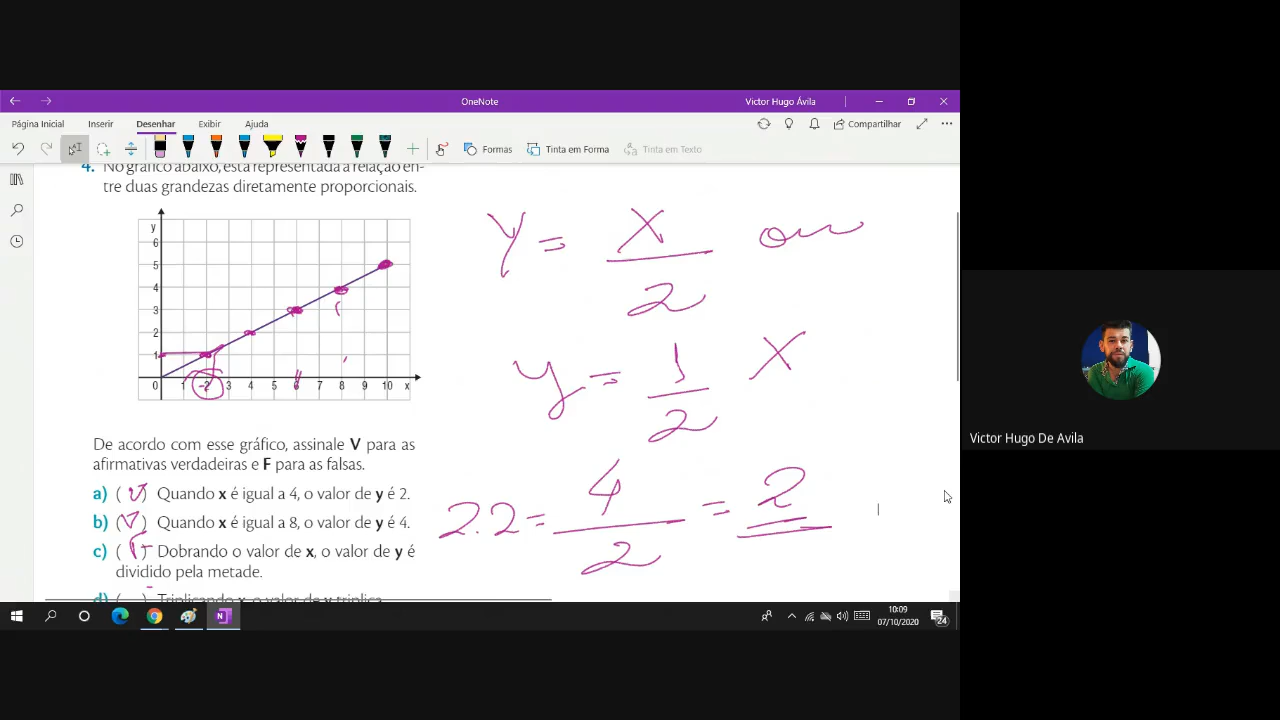 OneNote
Victor Hugo Ávila
Página Inicial Inserir Desenhar Exibir Ajuda
Compartilhar
Formas Tinta em Forma Tinta em Texto
4. No gráfico abaixo, está representada a relação en-
tre duas grandezas diretamente proporcionais.
y
6
5
4
3
2
1
0 1 2 3 4 5 6 7 8 9 10 x
De acordo com esse gráfico, assinale V para as
afirmativas verdadeiras e F para as falsas.
a) (V) Quando x é igual a 4, o valor de y é 2.
b) (V) Quando x é igual a 8, o valor de y é 4.
c) (F) Dobrando o valor de x, o valor de y é
dividido pela metade.
d) ( ) Triplicando x, o valor de y triplica.
y = x/2 ou
y = 1/2 x
2.2 = 4/2 = 2
Victor Hugo De Avila
10:09
07/10/2020
24